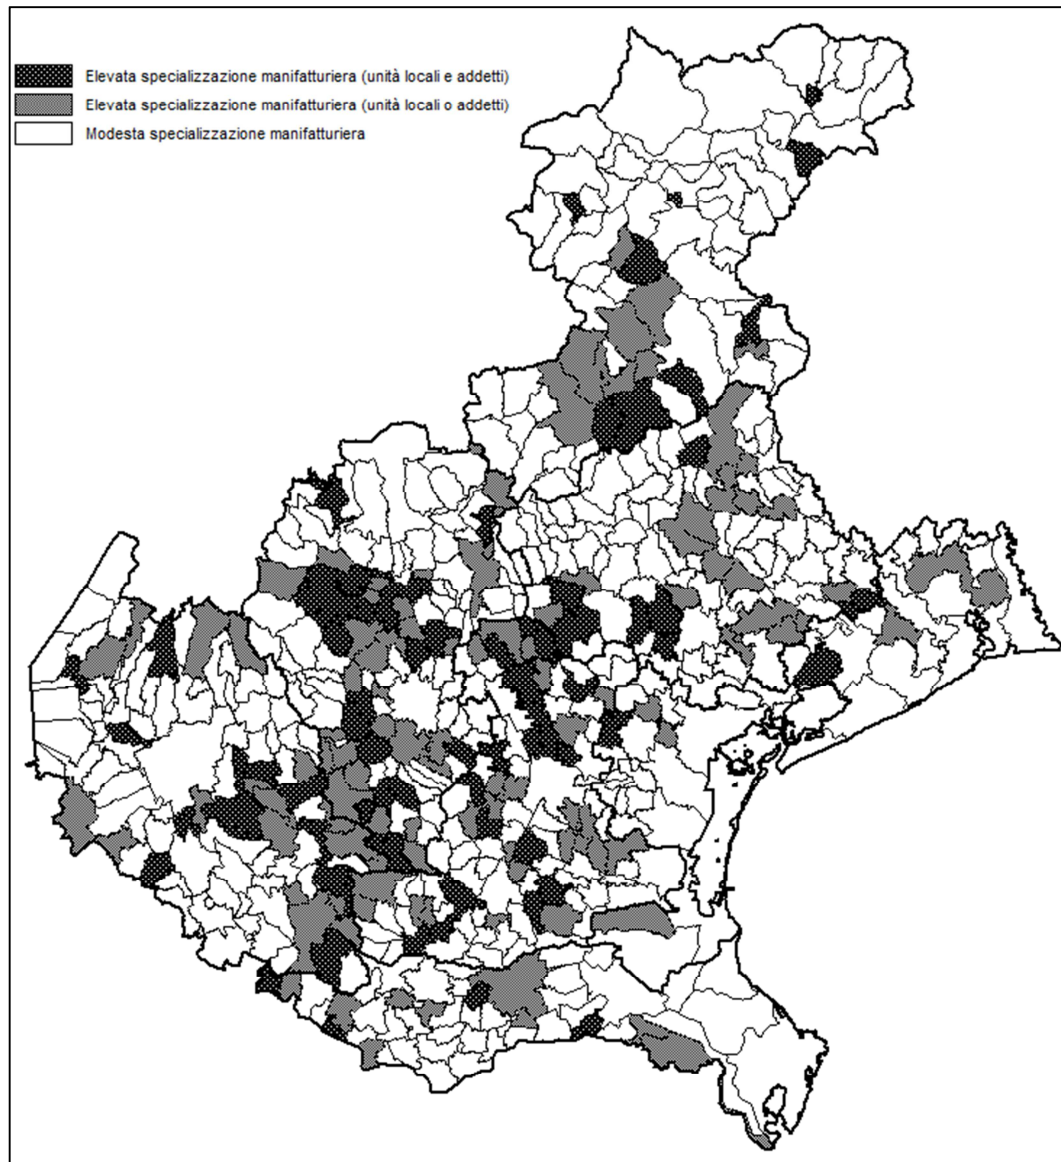 Elevata specializzazione manifatturiera (unità locali e addetti)
Elevata specializzazione manifatturiera (unità locali o addetti)
Modesta specializzazione manifatturiera